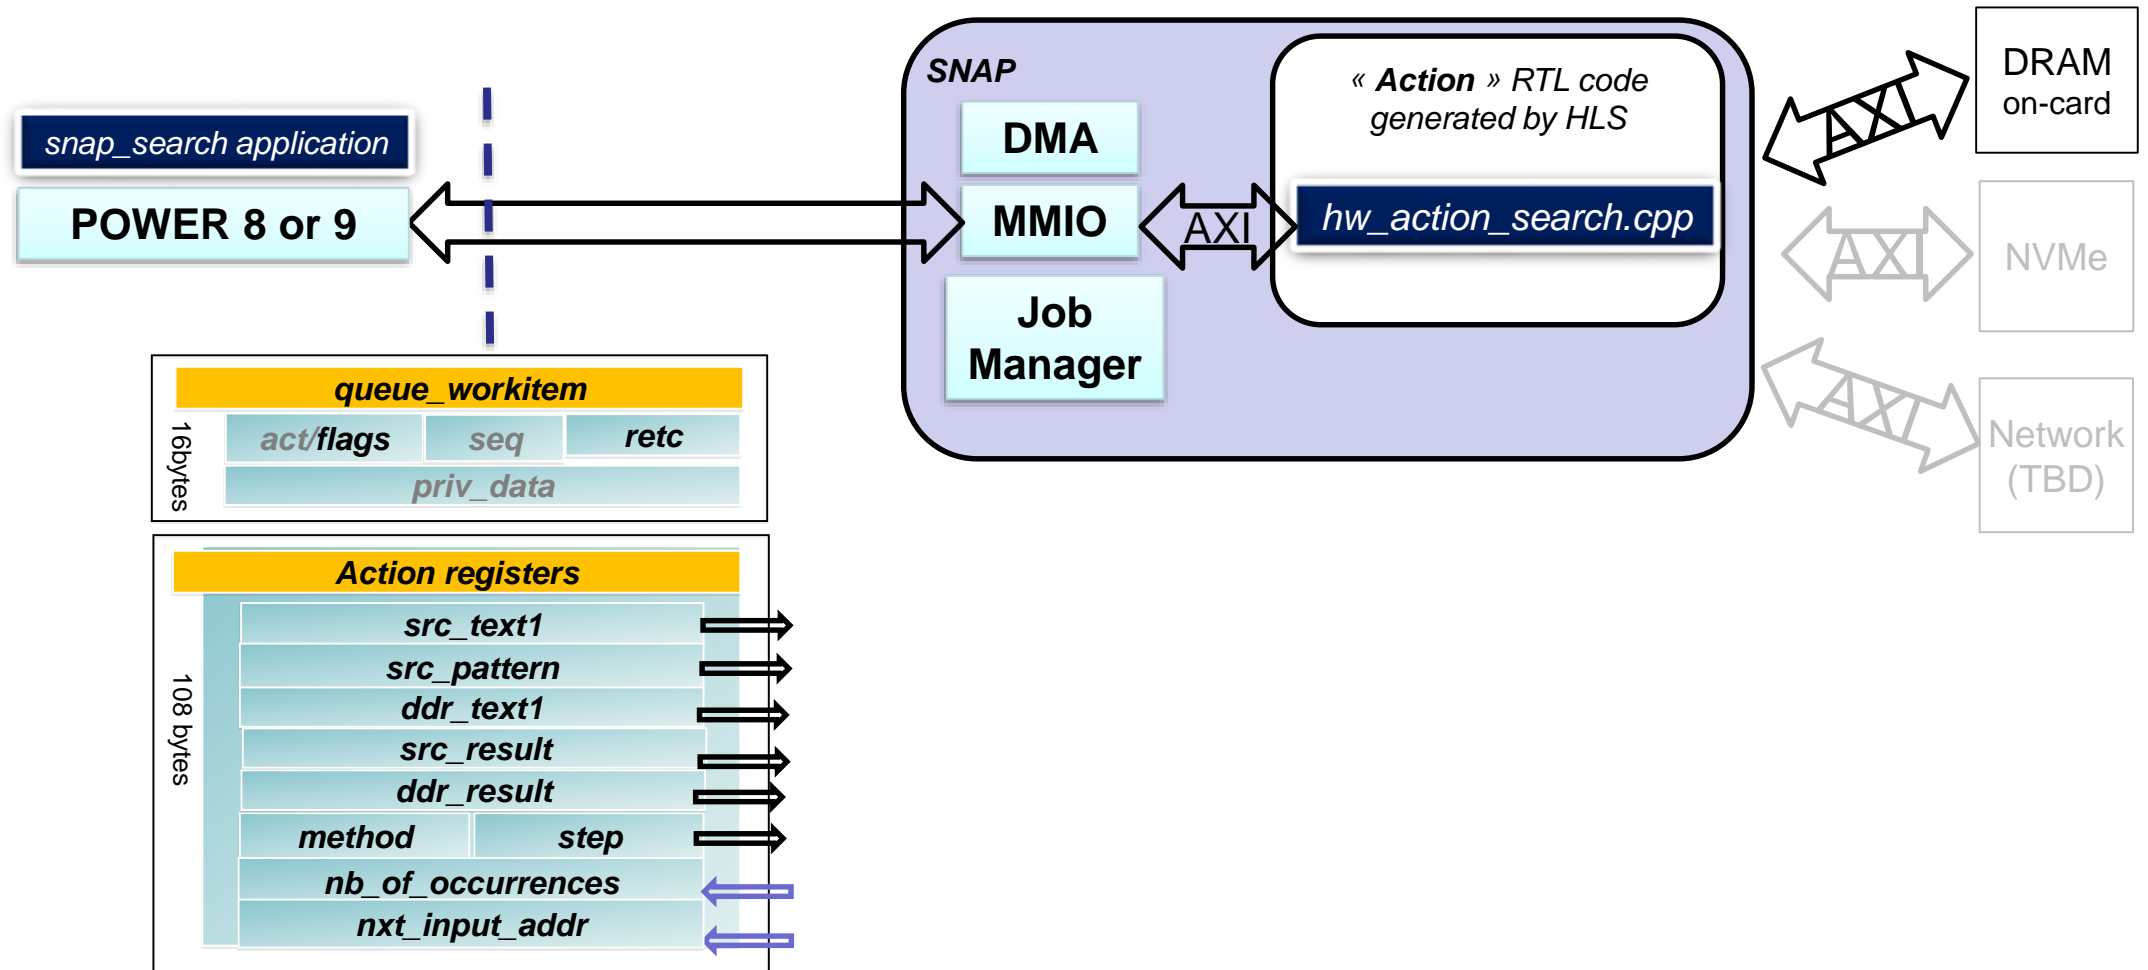 snap_search application
POWER 8 or 9
SNAP
DMA
MMIO
Job
Manager
AXI
« Action » RTL code
generated by HLS
hw_action_search.cpp
AXI
DRAM
on-card
AXI
NVMe
AXI
Network
(TBD)
queue_workitem
16bytes
act/flags seq retc
priv_data
Action registers
108 bytes
src_text1
src_pattern
ddr_text1
src_result
ddr_result
method step
nb_of_occurrences
nxt_input_addr